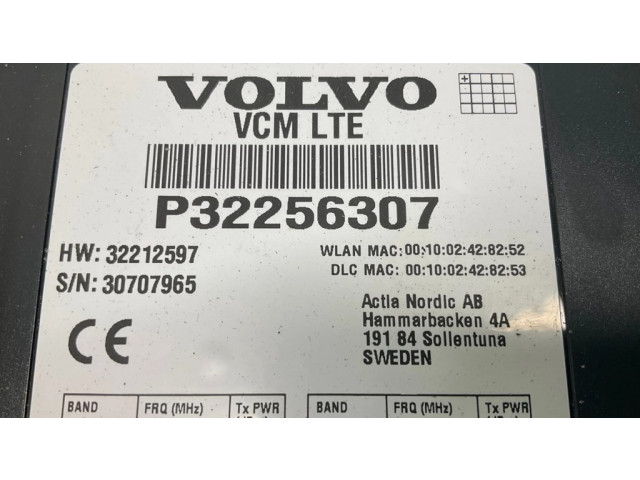 VOLVO
VCM LTE
P32256307
HW: 32212597
S/N: 30707965
WLAN MAC: 00:10:02:42:82:52
DLC MAC: 00:10:02:42:82:53
Actia Nordic AB
Hammarbacken 4A
191 84 Sollentuna
SWEDEN
CE
BAND FRQ (MHz) Tx PWR BAND FRQ (MHz) Tx PWR